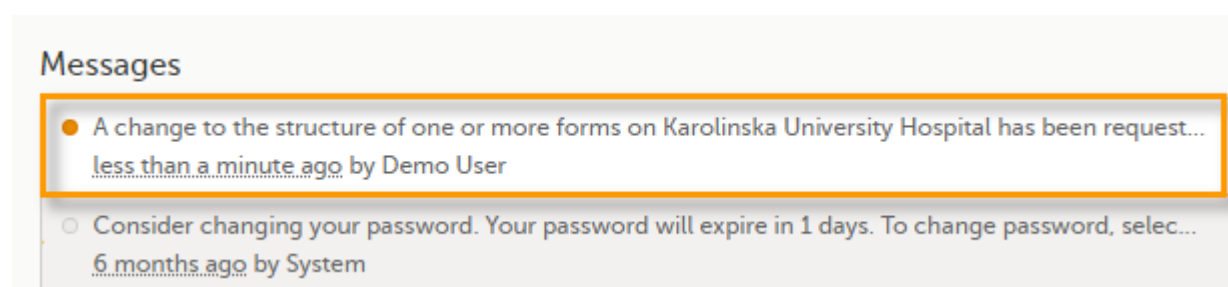 Messages
A change to the structure of one or more forms on Karolinska University Hospital has been request...
less than a minute ago by Demo User
Consider changing your password. Your password will expire in 1 days. To change password, selec...
6 months ago by System